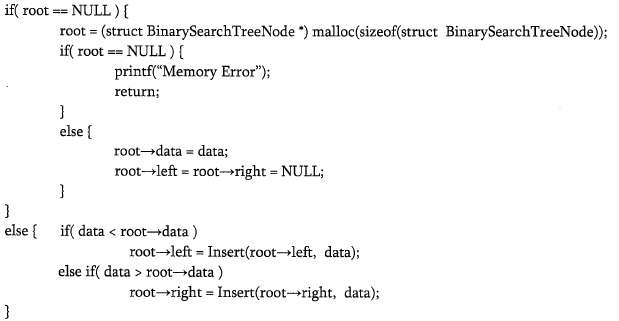 if( root == NULL ) {
root = (struct BinarySearchTreeNode *) malloc(sizeof(struct BinarySearchTreeNode));
if( root == NULL ) {
printf(“Memory Error”);
return;
}
else {
root→data = data;
root→left = root→right = NULL;
}
}
else { if( data < root→data )
root→left = Insert(root→left, data);
else if( data > root→data )
root→right = Insert(root→right, data);
}